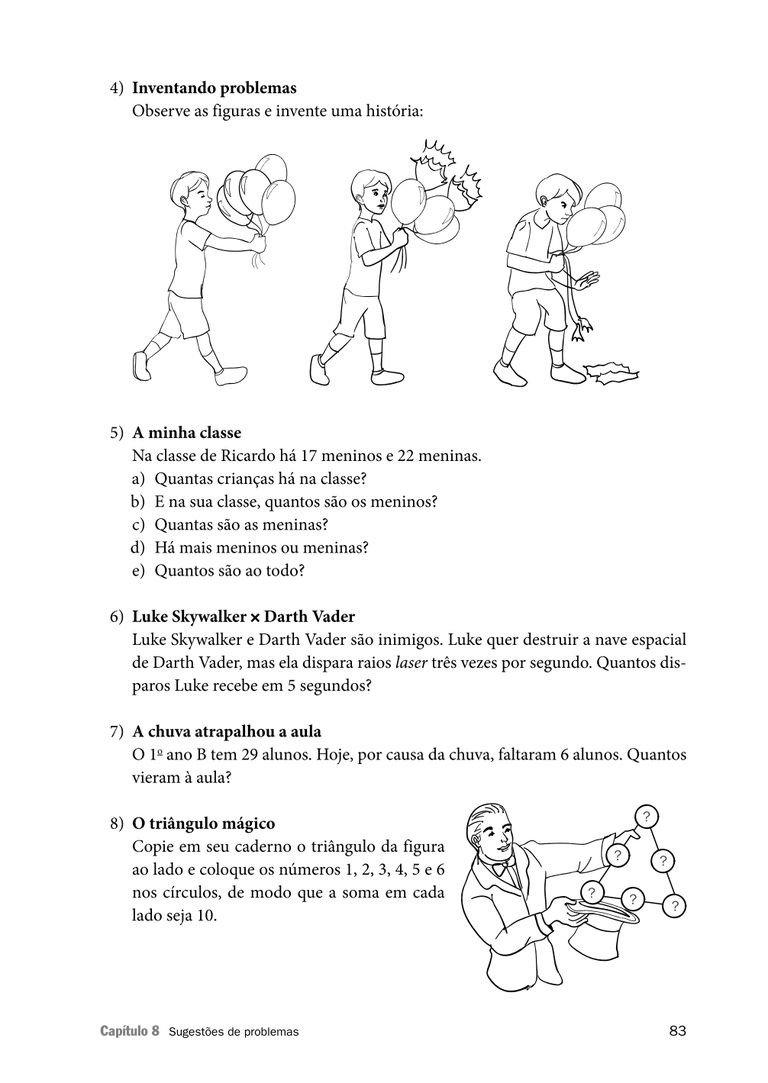 4) Inventando problemas
Observe as figuras e invente uma história:
5) A minha classe
Na classe de Ricardo há 17 meninos e 22 meninas.
a) Quantas crianças há na classe?
b) E na sua classe, quantos são os meninos?
c) Quantas são as meninas?
d) Há mais meninos ou meninas?
e) Quantos são ao todo?
6) Luke Skywalker × Darth Vader
Luke Skywalker e Darth Vader são inimigos. Luke quer destruir a nave espacial
de Darth Vader, mas ela dispara raios laser três vezes por segundo. Quantos dis-
paros Luke recebe em 5 segundos?
7) A chuva atrapalhou a aula
O 1º ano B tem 29 alunos. Hoje, por causa da chuva, faltaram 6 alunos. Quantos
vieram à aula?
8) O triângulo mágico
Copie em seu caderno o triângulo da figura
ao lado e coloque os números 1, 2, 3, 4, 5 e 6
nos círculos, de modo que a soma em cada
lado seja 10.
?
? ?
? ? ?
Capítulo 8 Sugestões de problemas 83